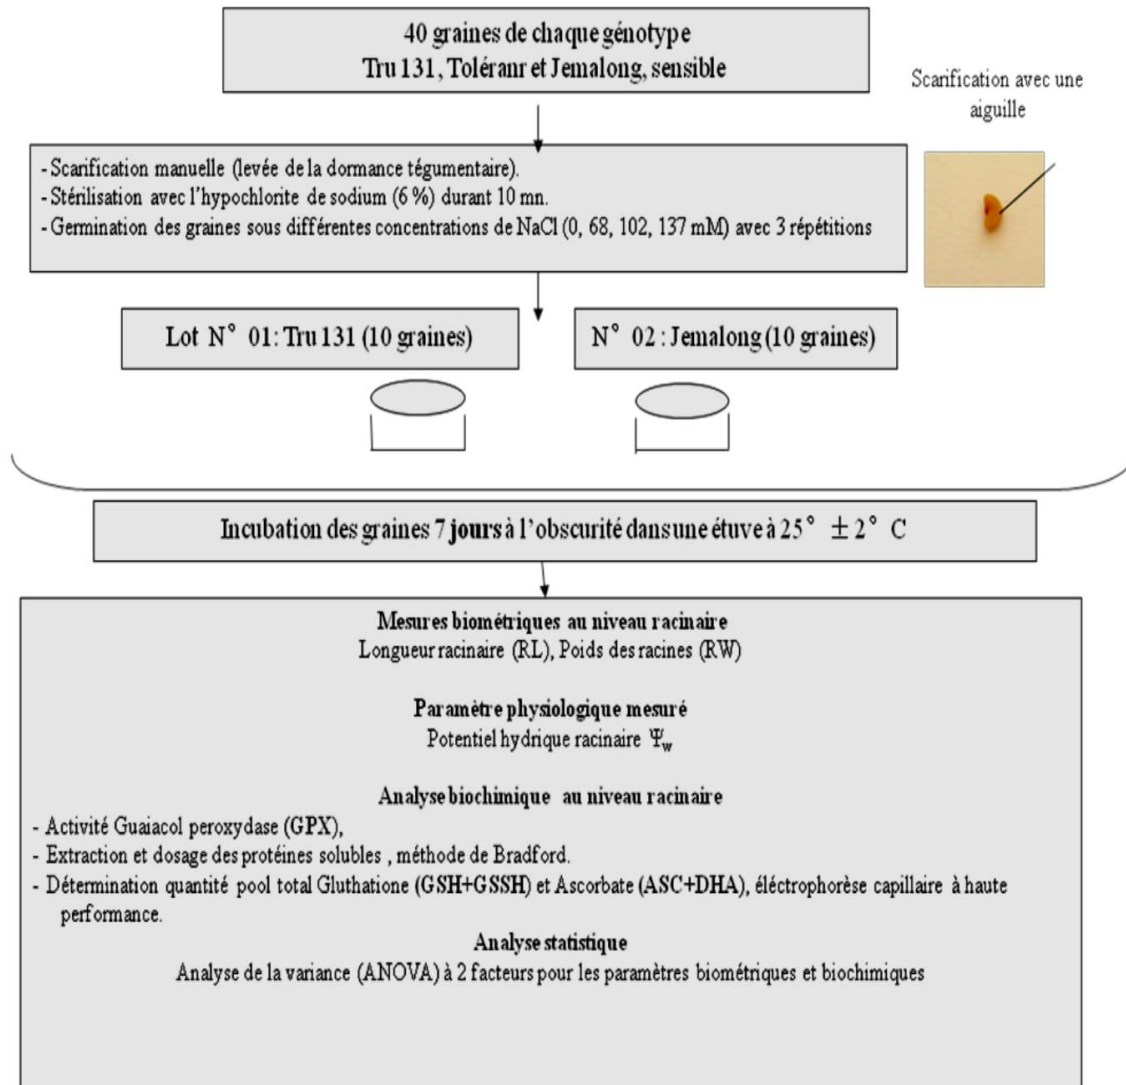 40 graines de chaque génotype
Tru 131, Toléranr et Jemalong, sensible
Scarification avec une
aiguille
- Scarification manuelle (levée de la dormance tégumentaire).
- Stérilisation avec l'hypochlorite de sodium (6 %) durant 10 mn.
- Germination des graines sous différentes concentrations de NaCl (0, 68, 102, 137 mM) avec 3 répétitions
Lot N° 01: Tru 131 (10 graines)
N° 02 : Jemalong (10 graines)
Incubation des graines 7 jours à l'obscurité dans une étuve à 25° ± 2° C
Mesures biométriques au niveau racinaire
Longueur racinaire (RL), Poids des racines (RW)
Paramètre physiologique mesuré
Potentiel hydrique racinaire Ψw
Analyse biochimique au niveau racinaire
- Activité Guaiacol peroxydase (GPX),
- Extraction et dosage des protéines solubles , méthode de Bradford.
- Détermination quantité pool total Gluthatione (GSH+GSSH) et Ascorbate (ASC+DHA), éléctrophorèse capillaire à haute
performance.
Analyse statistique
Analyse de la variance (ANOVA) à 2 facteurs pour les paramètres biométriques et biochimiques